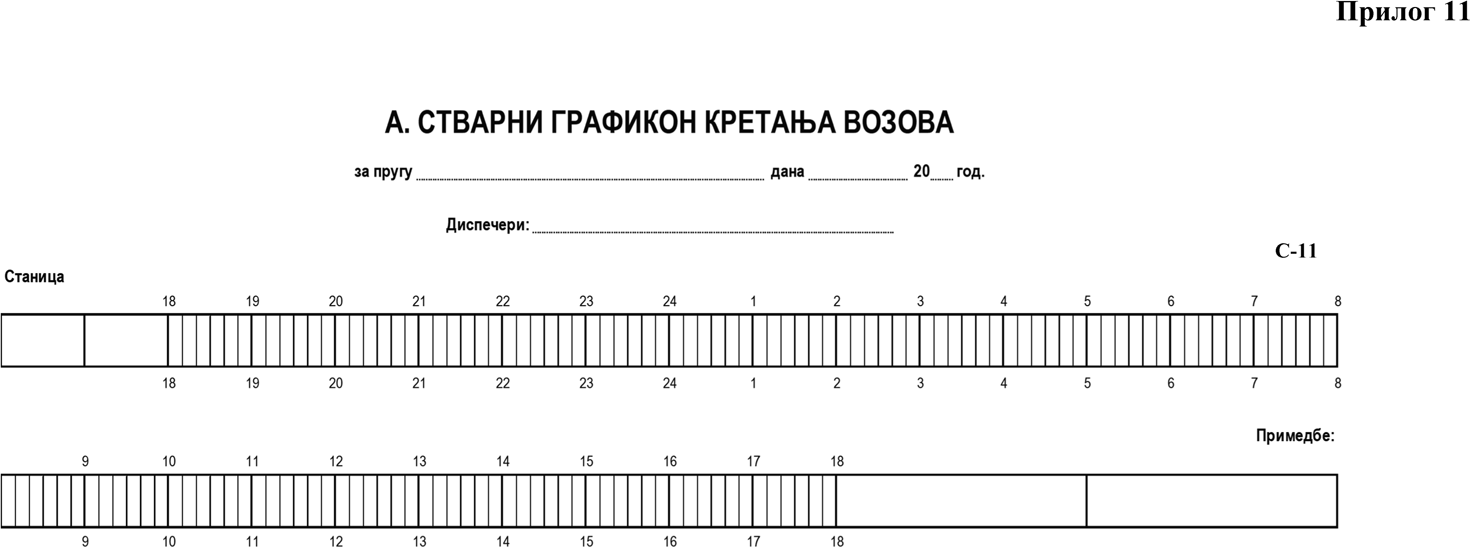 Прилог 11
А. СТВАРНИ ГРАФИКОН КРЕТАЊА ВОЗОВА
за пругу ........ дана ........ 20...... год.
Диспечери: ........
С-11
Станица
18 19 20 21 22 23 24 1 2 3 4 5 6 7 8
18 19 20 21 22 23 24 1 2 3 4 5 6 7 8
Примедбе:
9 10 11 12 13 14 15 16 17 18
9 10 11 12 13 14 15 16 17 18